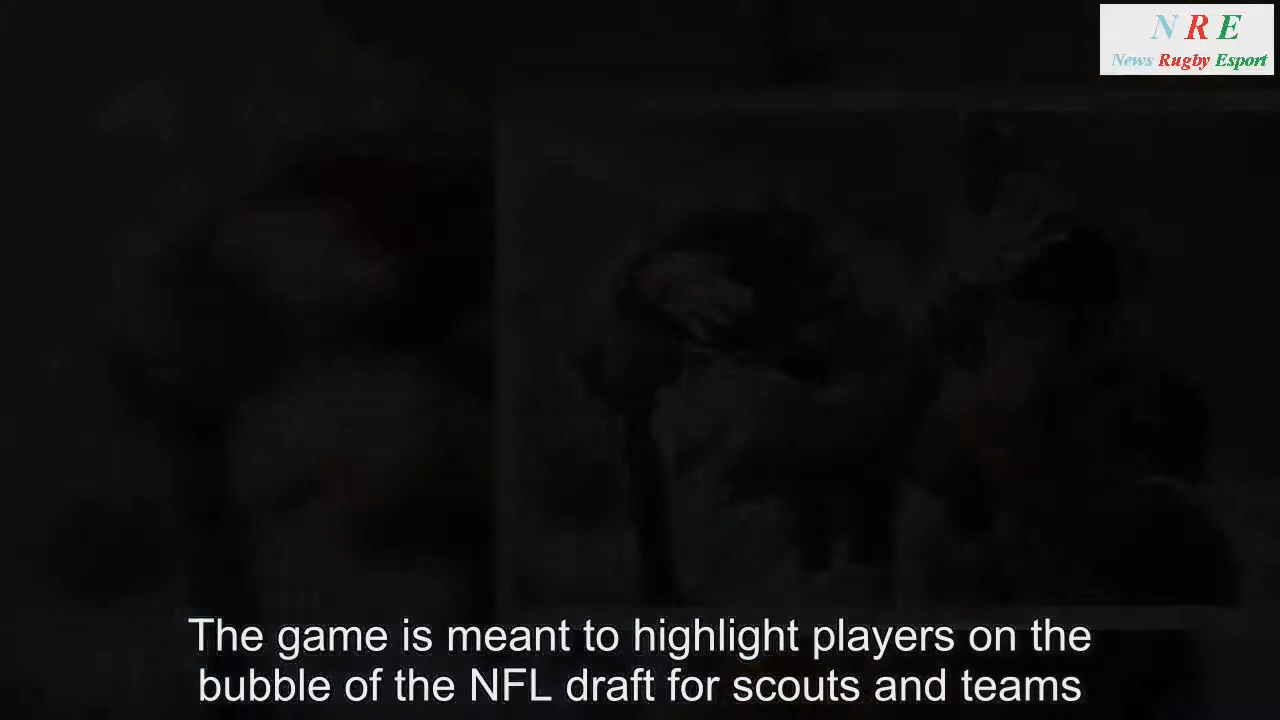 N R E
News Rugby Esport
The game is meant to highlight players on the
bubble of the NFL draft for scouts and teams